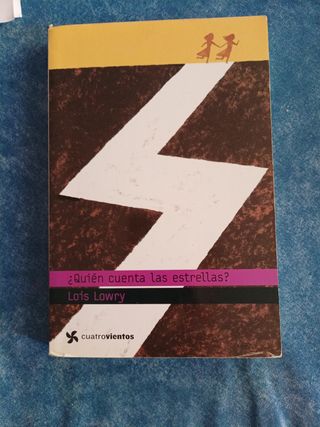 ¿Quién cuenta las estrellas?
Lois Lowry
cuatrovientos